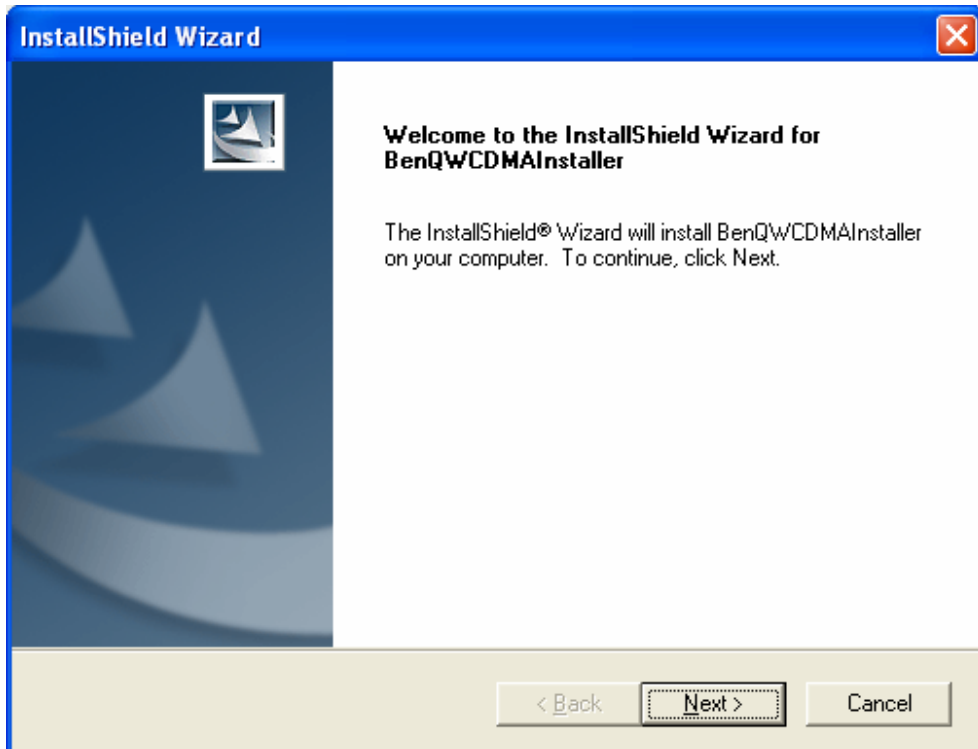 InstallShield Wizard
Welcome to the InstallShield Wizard for
BenQWCDMAInstaller
The InstallShield® Wizard will install BenQWCDMAInstaller
on your computer.  To continue, click Next.
< Back
Next >
Cancel